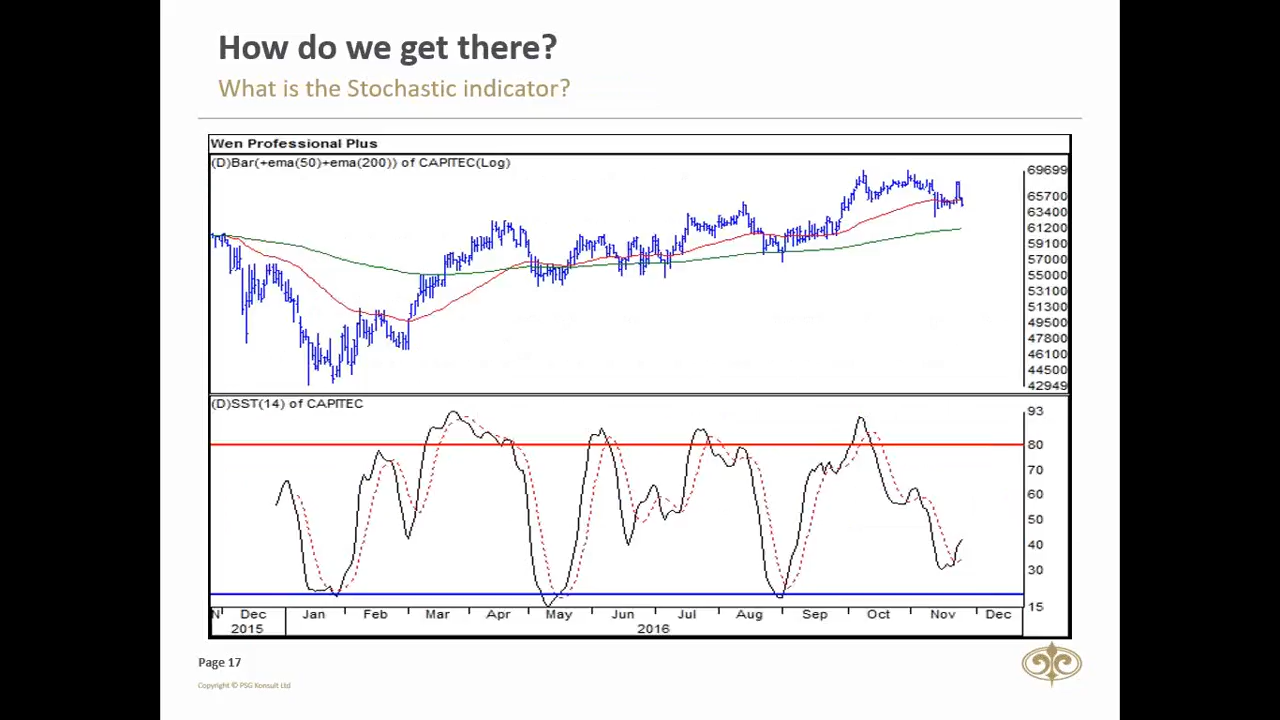 How do we get there?
What is the Stochastic indicator?
Wen Professional Plus
(D)Bar(+ema(50)+ema(200)) of CAPITEC(Log)
69699
65700
63400
61200
59100
57000
55000
53100
51300
49500
47800
46100
44500
42949
(D)SST(14) of CAPITEC
93
80
70
60
50
40
30
15
N Dec Jan Feb Mar Apr May Jun Jul Aug Sep Oct Nov Dec
2015 2016
Page 17
Copyright © PSG Konsult Ltd